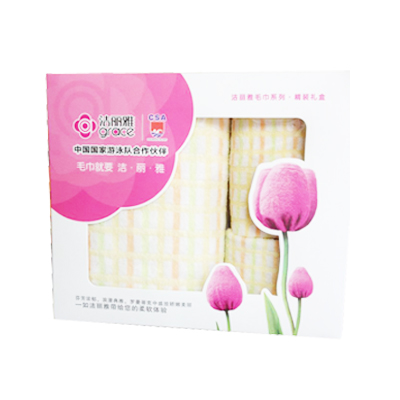 洁丽雅
grace
CSA
中国国家游泳队合作伙伴
毛巾就要 洁·丽·雅
洁丽雅毛巾系列·精装礼盒
一如洁丽雅带给您的柔软体验